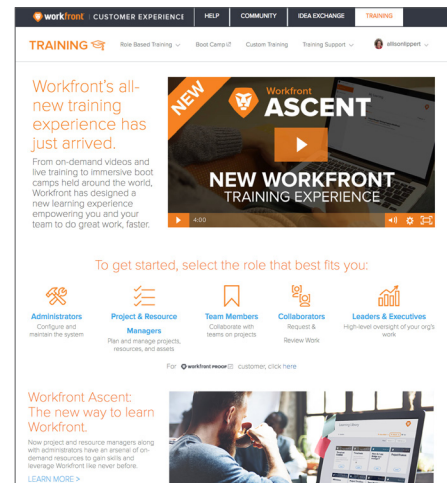 workfront | CUSTOMER EXPERIENCE HELP COMMUNITY IDEA EXCHANGE TRAINING
TRAINING Role Based Training Boot Camp Custom Training Training Support allisonlippert
Workfront's all-
new training
experience has
just arrived.
From on-demand videos and
live training to immersive boot
camps held around the world,
Workfront has designed a
new learning experience
empowering you and your
team to do great work, faster.
NEW
Workfront
ASCENT
NEW WORKFRONT
TRAINING EXPERIENCE
4:00
To get started, select the role that best fits you:
Administrators
Configure and
maintain the system
Project & Resource
Managers
Plan and manage projects,
resources, and assets
Team Members
Collaborate with
teams on projects
Collaborators
Request &
Review Work
Leaders & Executives
High-level oversight of your org's
work
For workfront PROOF customer, click here
Workfront Ascent:
The new way to learn
Workfront.
Now project and resource managers along
with administrators have an arsenal of on-
demand resources to gain skills and
leverage Workfront like never before.
LEARN MORE >